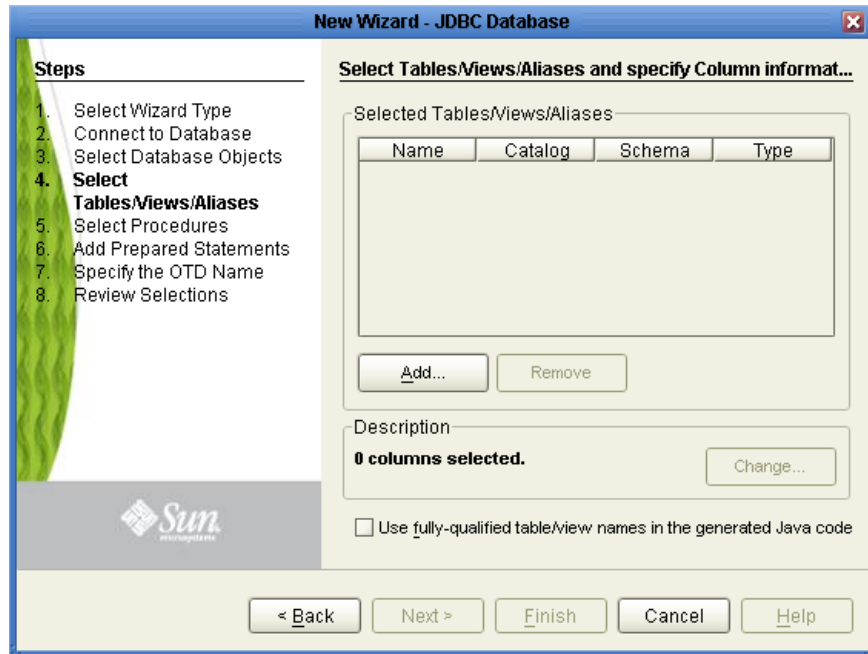 New Wizard - JDBC Database
Steps
1. Select Wizard Type
2. Connect to Database
3. Select Database Objects
4. Select
Tables/Views/Aliases
5. Select Procedures
6. Add Prepared Statements
7. Specify the OTD Name
8. Review Selections
Sun
microsystems
Select Tables/Views/Aliases and specify Column informat...
Selected Tables/Views/Aliases
Name Catalog Schema Type
Add... Remove
Description
0 columns selected.
Change...
Use fully-qualified table/view names in the generated Java code
< Back Next > Finish Cancel Help